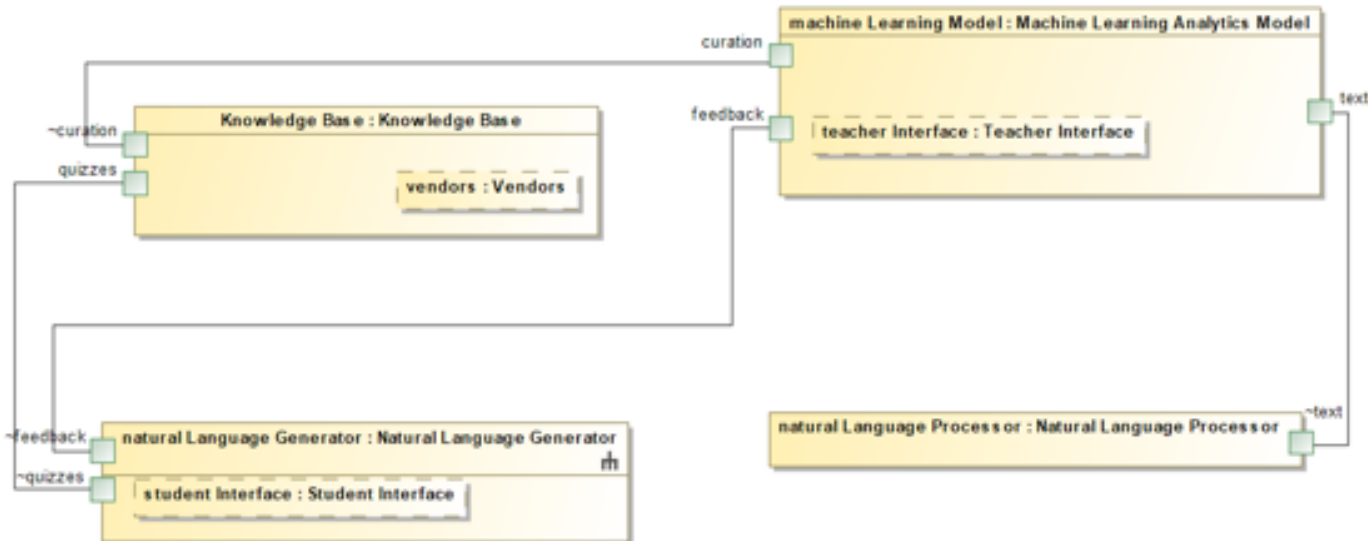 machine Learning Model : Machine Learning Analytics Model
curation
text
feedback
teacher Interface : Teacher Interface
Knowledge Base : Knowledge Base
~curation
quizzes
vendors : Vendors
~feedback
natural Language Generator : Natural Language Generator
~quizzes
student Interface : Student Interface
~text
natural Language Processor : Natural Language Processor